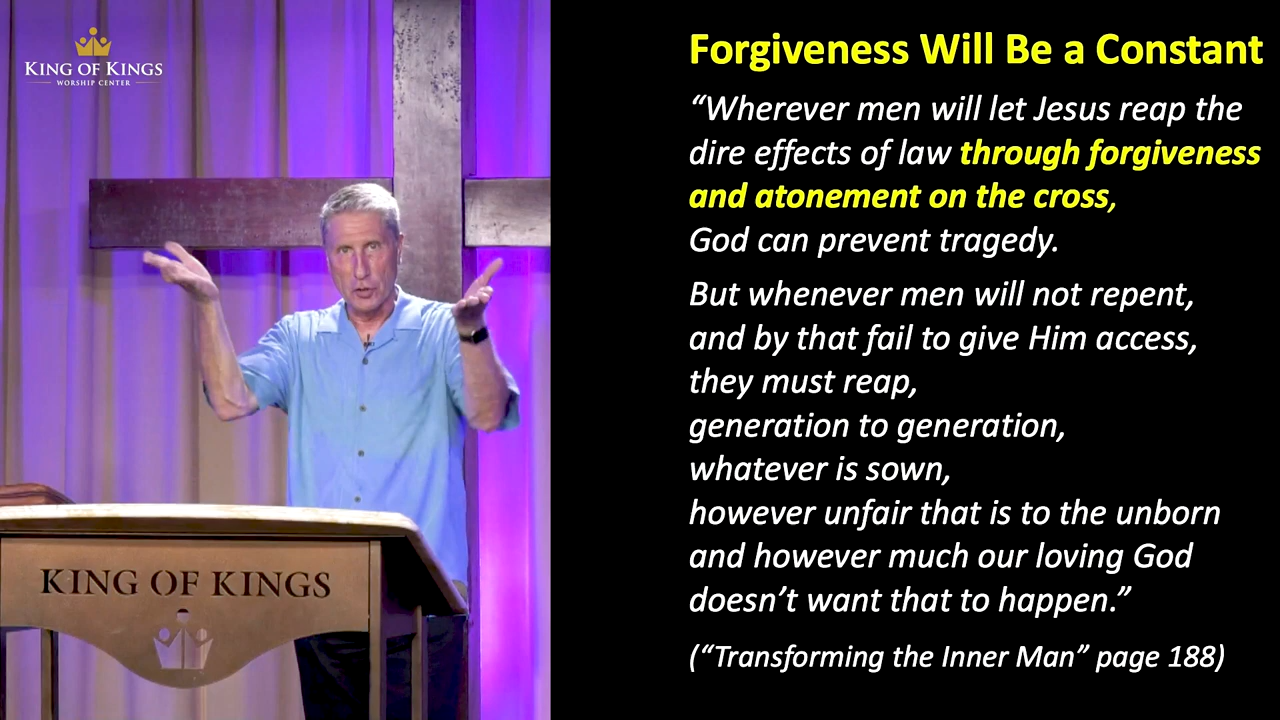 KING OF KINGS
WORSHIP CENTER
KING OF KINGS
Forgiveness Will Be a Constant
“Wherever men will let Jesus reap the
dire effects of law through forgiveness
and atonement on the cross,
God can prevent tragedy.
But whenever men will not repent,
and by that fail to give Him access,
they must reap,
generation to generation,
whatever is sown,
however unfair that is to the unborn
and however much our loving God
doesn’t want that to happen.”
(“Transforming the Inner Man” page 188)